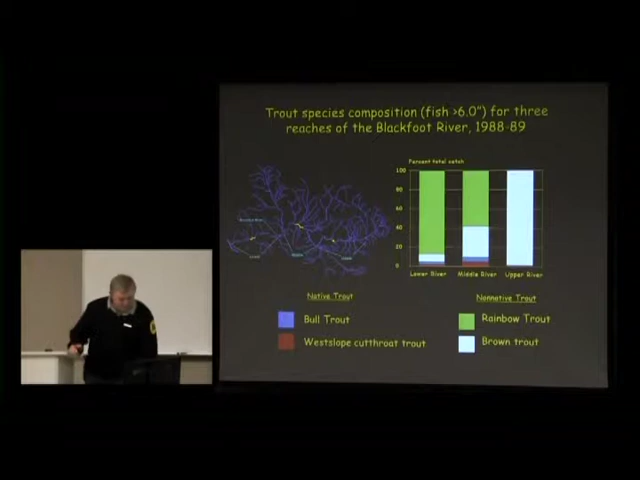 Trout species composition (fish >6.0") for three
reaches of the Blackfoot River, 1988-89
Percent total catch
100
80
60
40
20
0
Lower River
Middle River
Upper River
Native Trout
Bull Trout
Westslope cutthroat trout
Nonnative Trout
Rainbow Trout
Brown trout